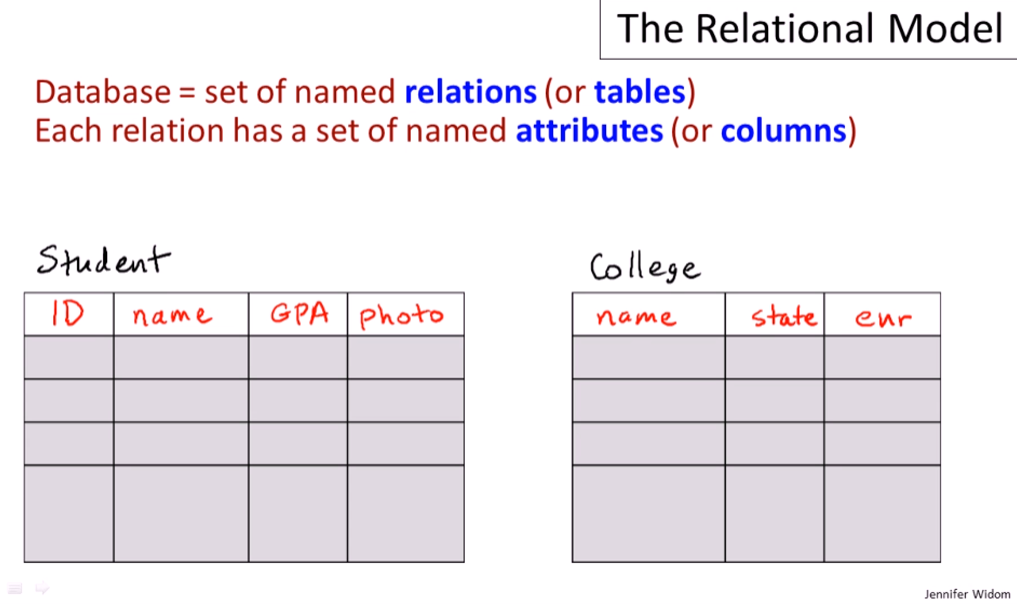 The Relational Model
Database = set of named relations (or tables)
Each relation has a set of named attributes (or columns)
Student
ID name GPA photo
College
name state enr
Jennifer Widom